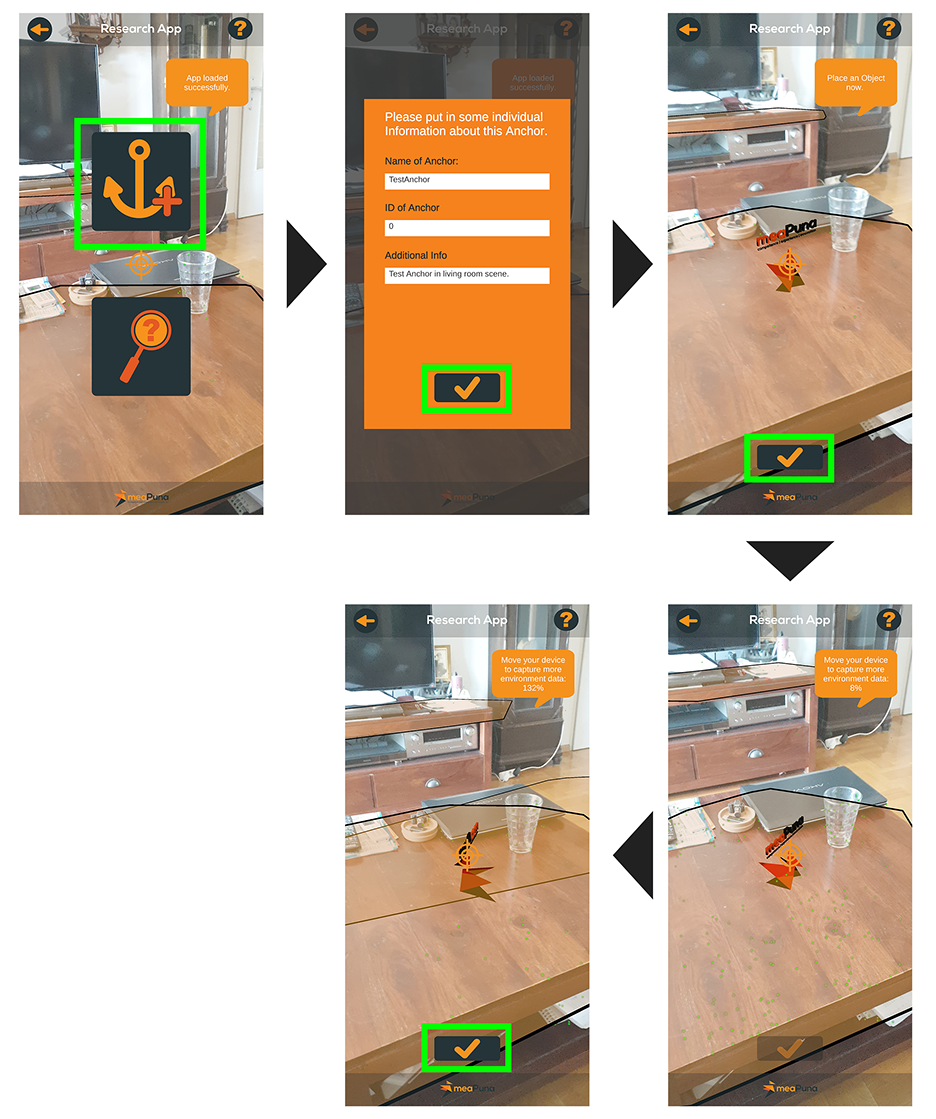 Research App
?
App loaded
successfully.
?
meaPuna
Research App
?
App loaded
successfully
Please put in some individual
Information about this Anchor.
Name of Anchor:
TestAnchor
ID of Anchor
0
Additional Info
Test Anchor in living room scene.
meaPuna
Research App
?
Place an Object
now.
meaPuna
meaPuna
Research App
?
Move your device
to capture more
environment data:
132%
meaPuna
Research App
?
Move your device
to capture more
environment data:
8%
meaPuna
meaPuna